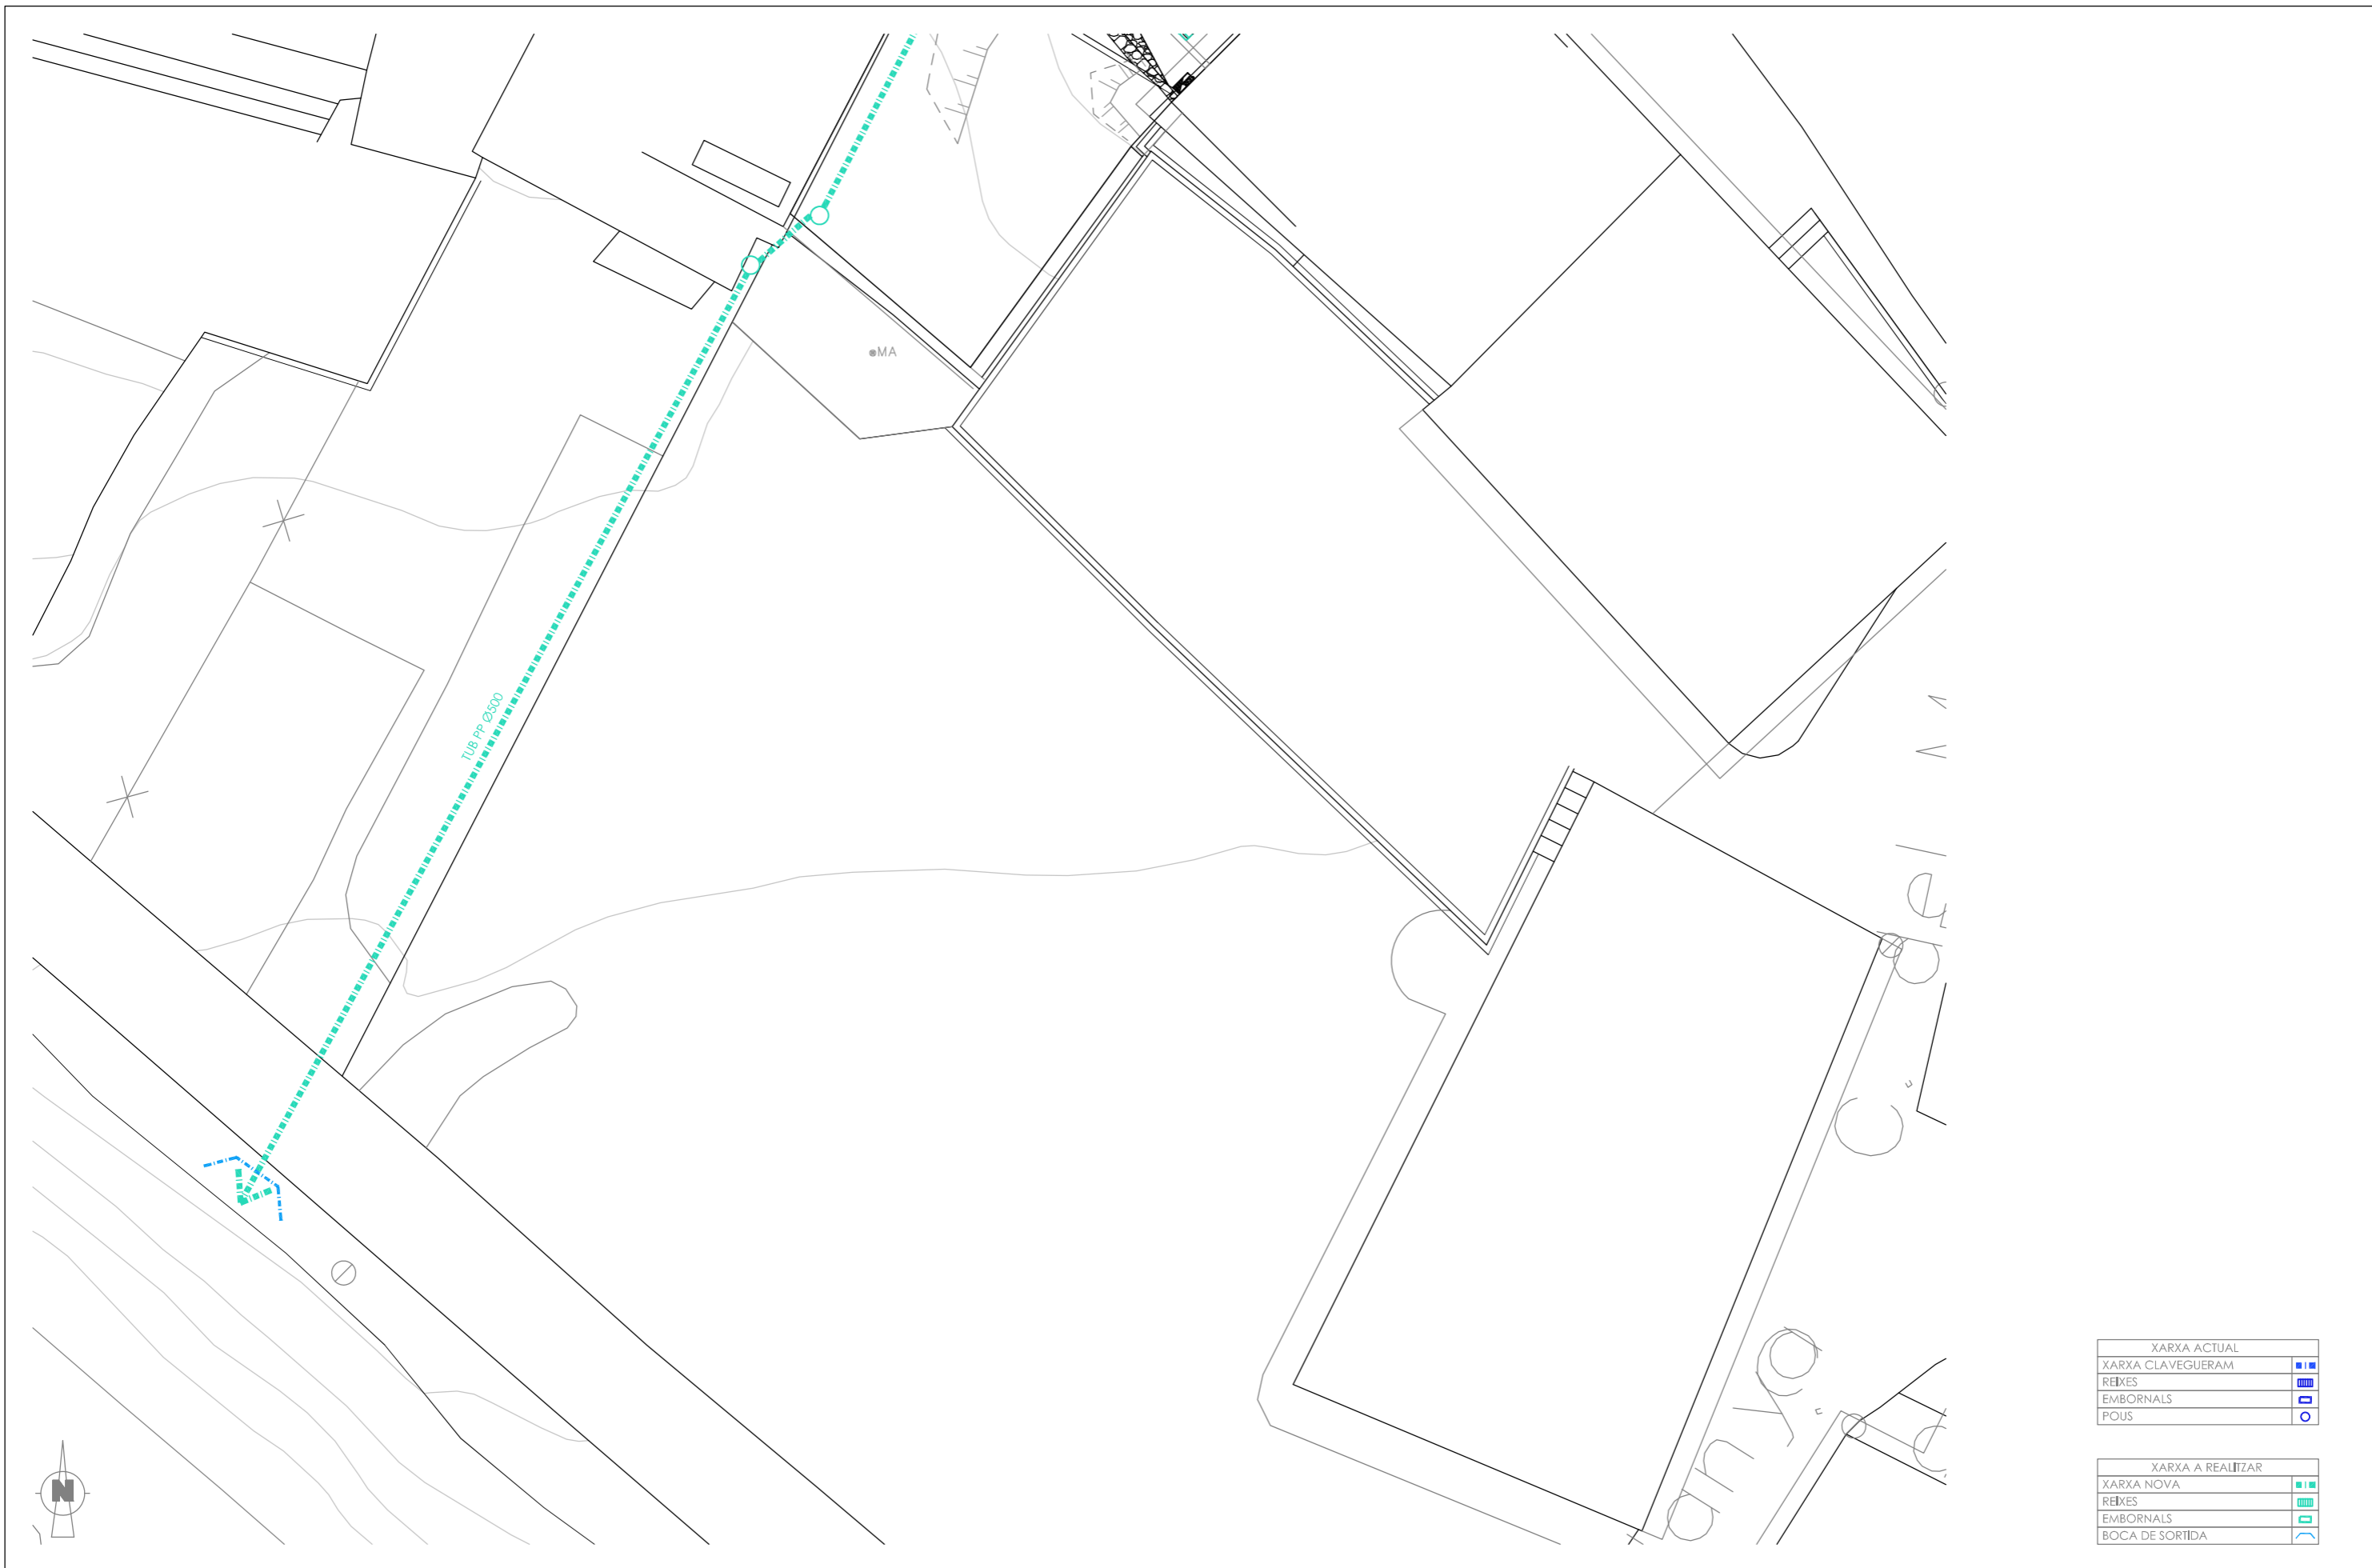 MA
TUB PP Ø500
XARXA ACTUAL
XARXA CLAVEGUERAM
REIXES
EMBORNALS
POUS
XARXA A REALITZAR
XARXA NOVA
REIXES
EMBORNALS
BOCA DE SORTIDA
N